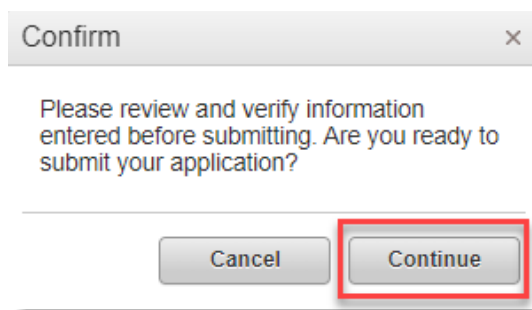 Confirm
Please review and verify information
entered before submitting. Are you ready to
submit your application?
Cancel Continue